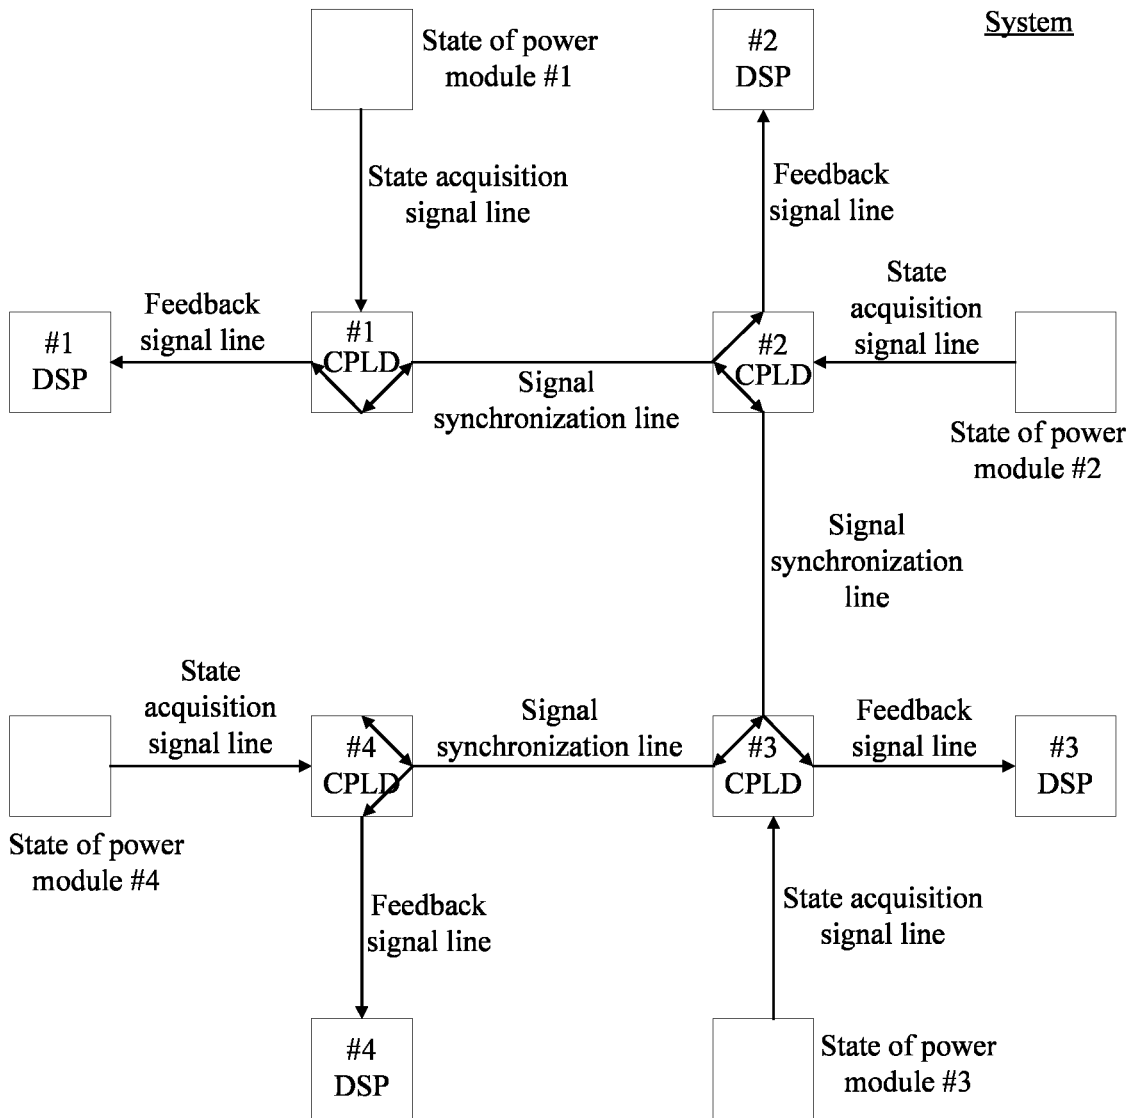 System
State of power
module #1
#2
DSP
State acquisition
signal line
Feedback
signal line
State
acquisition
signal line
Feedback
signal line
#1
DSP
#1
CPLD
#2
CPLD
Signal
synchronization line
State of power
module #2
Signal
synchronization
line
State
acquisition
signal line
Signal
synchronization line
Feedback
signal line
#4
CPLD
#3
CPLD
#3
DSP
State of power
module #4
Feedback
signal line
State acquisition
signal line
#4
DSP
State of power
module #3